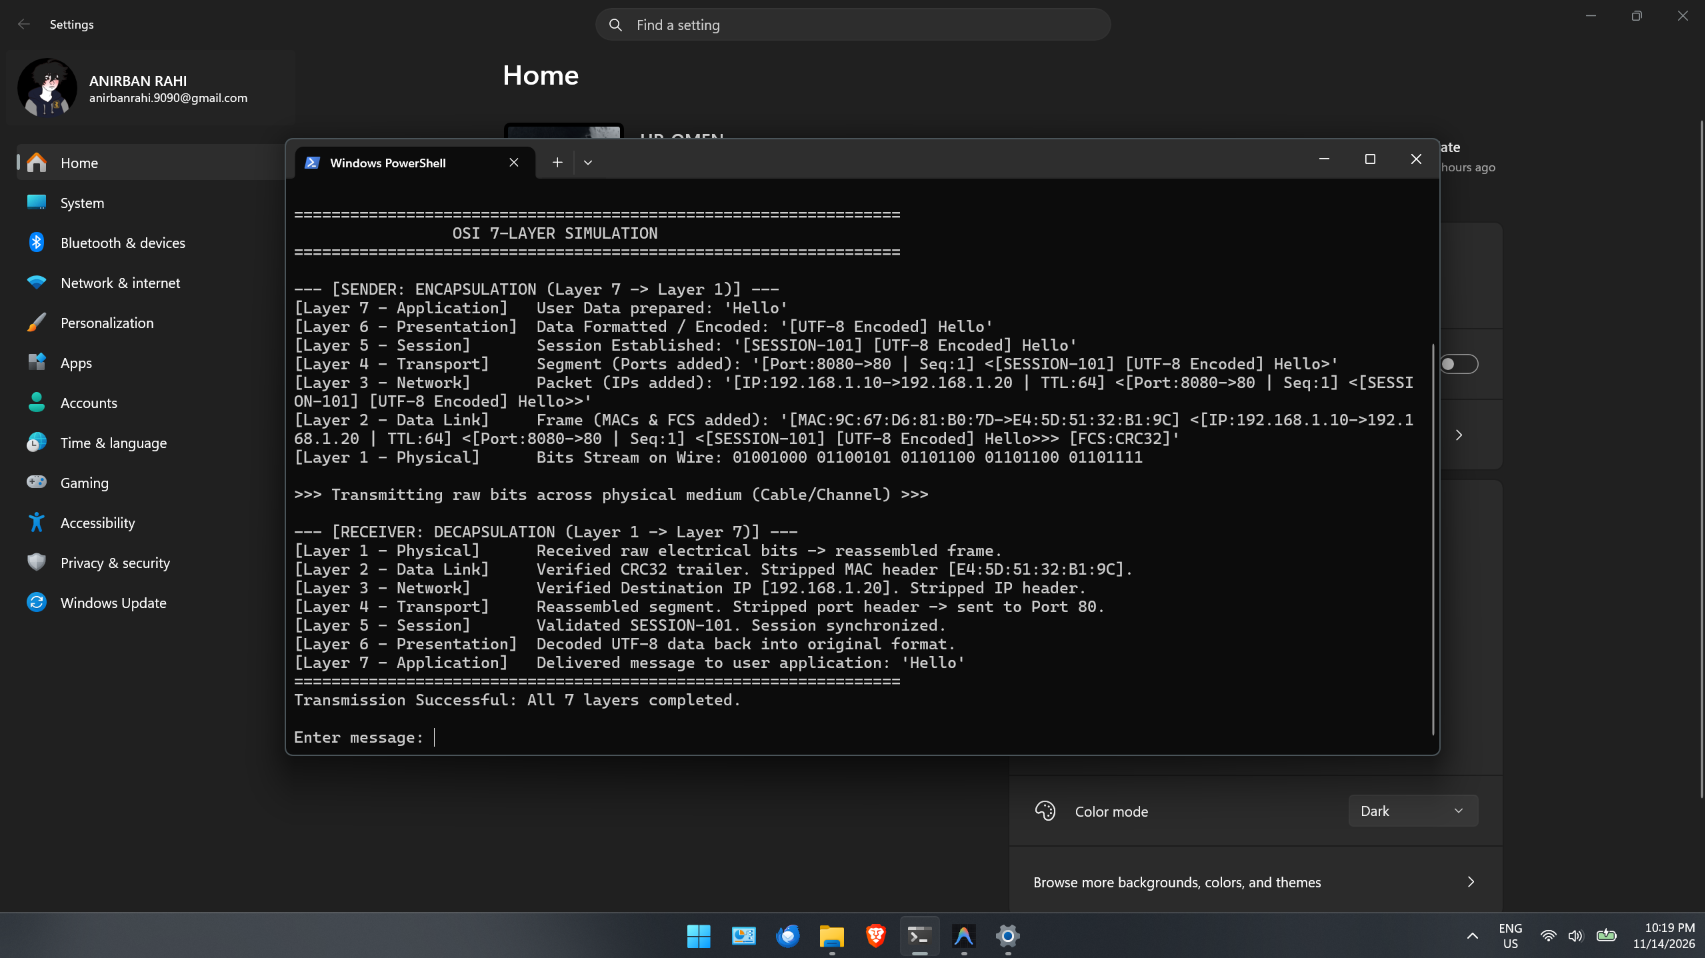 Settings
Find a setting
ANIRBAN RAHI
anirbanrahi.9090@gmail.com
Home
System
Bluetooth & devices
Network & internet
Personalization
Apps
Accounts
Time & language
Gaming
Accessibility
Privacy & security
Windows Update
Home
hours ago
Windows PowerShell
=================================================================
OSI 7-LAYER SIMULATION
=================================================================
--- [SENDER: ENCAPSULATION (Layer 7 -> Layer 1)] ---
[Layer 7 - Application]   User Data prepared: 'Hello'
[Layer 6 - Presentation]  Data Formatted / Encoded: '[UTF-8 Encoded] Hello'
[Layer 5 - Session]       Session Established: '[SESSION-101] [UTF-8 Encoded] Hello'
[Layer 4 - Transport]     Segment (Ports added): '[Port:8080->80 | Seq:1] <[SESSION-101] [UTF-8 Encoded] Hello>'
[Layer 3 - Network]       Packet (IPs added): '[IP:192.168.1.10->192.168.1.20 | TTL:64] <[Port:8080->80 | Seq:1] <[SESSI
ON-101] [UTF-8 Encoded] Hello>>'
[Layer 2 - Data Link]     Frame (MACs & FCS added): '[MAC:9C:67:D6:81:B0:7D->E4:5D:51:32:B1:9C] <[IP:192.168.1.10->192.1
68.1.20 | TTL:64] <[Port:8080->80 | Seq:1] <[SESSION-101] [UTF-8 Encoded] Hello>>> [FCS:CRC32]'
[Layer 1 - Physical]      Bits Stream on Wire: 01001000 01100101 01101100 01101100 01101111
>>> Transmitting raw bits across physical medium (Cable/Channel) >>>
--- [RECEIVER: DECAPSULATION (Layer 1 -> Layer 7)] ---
[Layer 1 - Physical]      Received raw electrical bits -> reassembled frame.
[Layer 2 - Data Link]     Verified CRC32 trailer. Stripped MAC header [E4:5D:51:32:B1:9C].
[Layer 3 - Network]       Verified Destination IP [192.168.1.20]. Stripped IP header.
[Layer 4 - Transport]     Reassembled segment. Stripped port header -> sent to Port 80.
[Layer 5 - Session]       Validated SESSION-101. Session synchronized.
[Layer 6 - Presentation]  Decoded UTF-8 data back into original format.
[Layer 7 - Application]   Delivered message to user application: 'Hello'
=================================================================
Transmission Successful: All 7 layers completed.
Enter message:
Color mode
Dark
Browse more backgrounds, colors, and themes
ENG
US
10:19 PM
11/14/2026